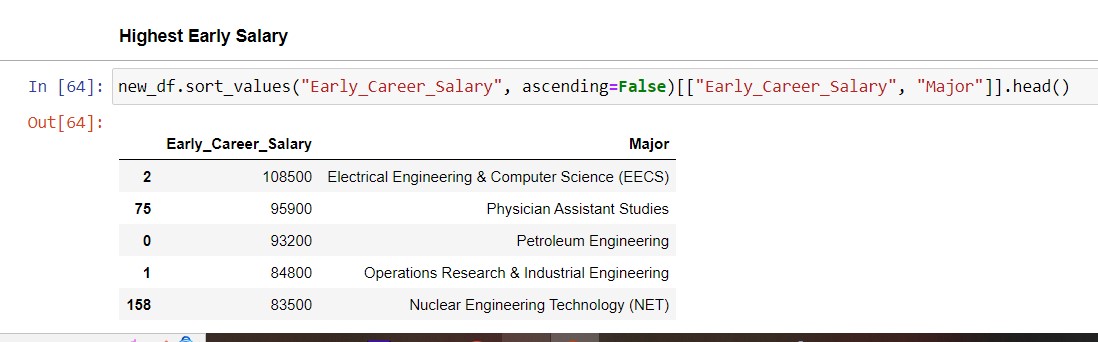 Highest Early Salary
In [64]: new_df.sort_values("Early_Career_Salary", ascending=False)[["Early_Career_Salary", "Major"]].head()
Out[64]:
Early_Career_Salary Major
2 108500 Electrical Engineering & Computer Science (EECS)
75 95900 Physician Assistant Studies
0 93200 Petroleum Engineering
1 84800 Operations Research & Industrial Engineering
158 83500 Nuclear Engineering Technology (NET)